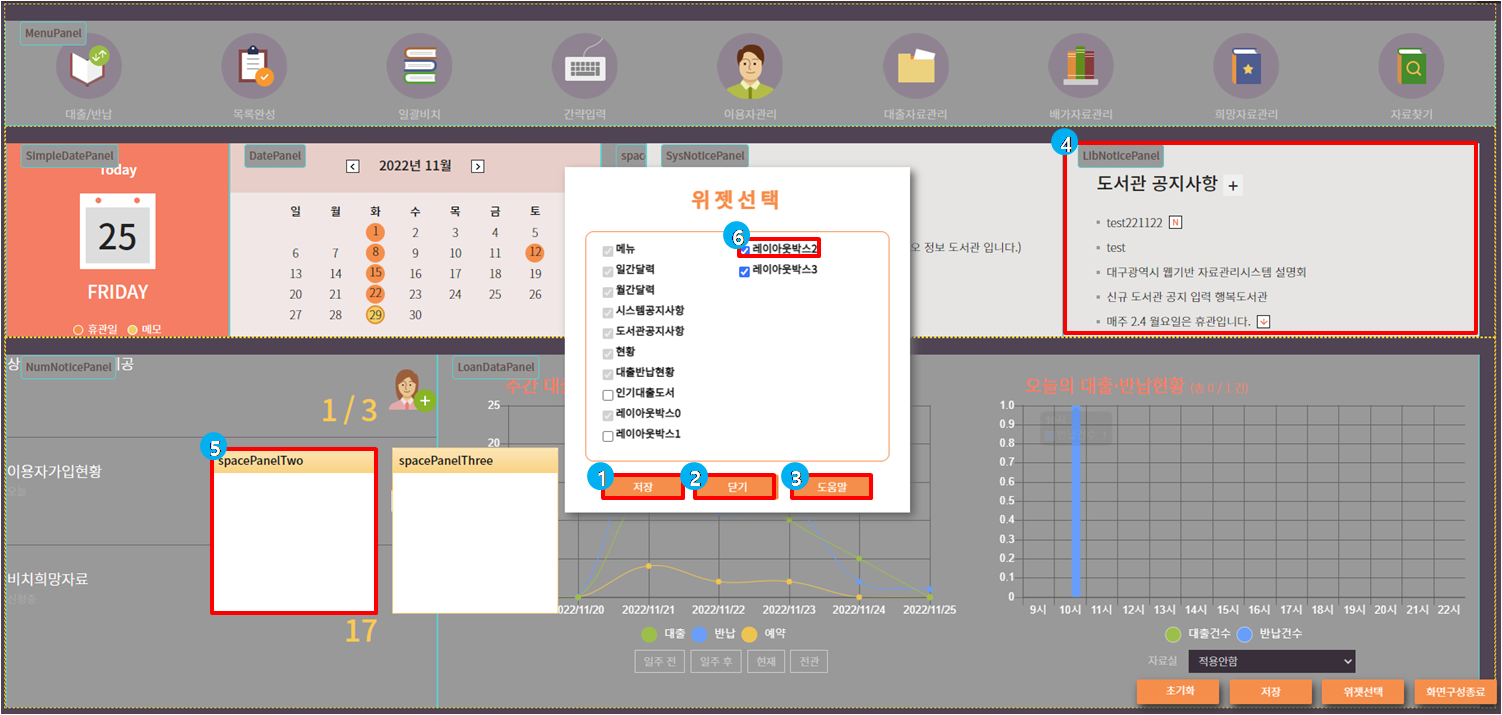 MenuPanel
대출/반납
목록완성
일괄비치
간략입력
이용자관리
대출자료관리
배가자료관리
희망자료관리
자료찾기
SimpleDatePanel
Today
25
FRIDAY
휴관일 메모
DatePanel
< 2022년 11월 >
일 월 화 수 목 금 토
1 2 3 4 5
6 7 8 9 10 11 12
13 14 15 16 17 18 19
20 21 22 23 24 25 26
27 28 29 30
spac
SysNoticePanel
오 정보 도서관 입니다.)
4
LibNoticePanel
도서관 공지사항 +
test221122 N
test
대구광역시 웹기반 자료관리시스템 설명회
신규 도서관 공지 입력 행복도서관
매주 2.4 월요일은 휴관입니다.
위젯선택
메뉴
일간달력
월간달력
시스템공지사항
도서관공지사항
현황
대출반납현황
인기대출도서
레이아웃박스0
레이아웃박스1
6
레이아웃박스2
레이아웃박스3
1 저장
2 닫기
3 도움말
상
NumNoticePanel
공
1 / 3
이용자가입현황
오늘
비치희망자료
신청중
17
5
spacePanelTwo
spacePanelThree
LoanDataPanel
주간 대출
25
20
2022/11/20 2022/11/21 2022/11/22 2022/11/23 2022/11/24 2022/11/25
대출 반납 예약
일주 전 일주 후 현재 전관
오늘의 대출·반납현황 (총 0 / 1 건)
1.0
0.9
0.8
0.7
0.6
0.5
0.4
0.3
0.2
0.1
0
9시 10시 11시 12시 13시 14시 15시 16시 17시 18시 19시 20시 21시 22시
대출건수 반납건수
자료실 적용안함
초기화 저장 위젯선택 화면구성종료